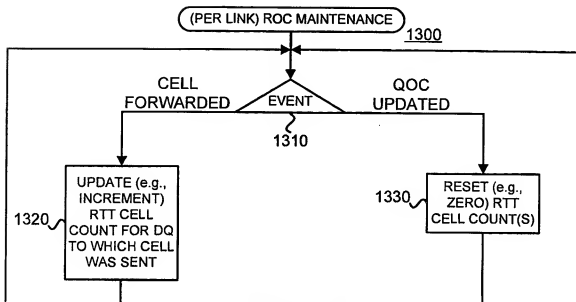 (PER LINK) ROC MAINTENANCE
1300
CELL
FORWARDED
EVENT
QOC
UPDATED
1310
1320
UPDATE (e.g.,
INCREMENT)
RTT CELL
COUNT FOR DQ
TO WHICH CELL
WAS SENT
1330
RESET (e.g.,
ZERO) RTT
CELL COUNT(S)